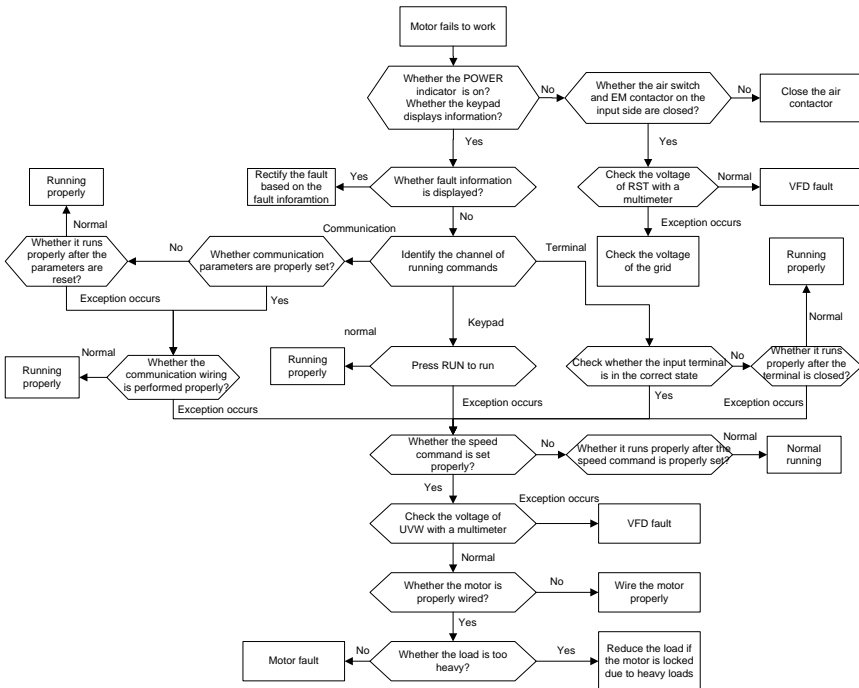 Motor fails to work
Whether the POWER
indicator is on?
Whether the keypad
displays information?
No
Whether the air switch
and EM contactor on the
input side are closed?
No
Close the air
contactor
Yes
Yes
Rectify the fault
based on the
fault inforamtion
Yes
Whether fault information
is displayed?
Check the voltage
of RST with a
multimeter
Normal
VFD fault
Running
properly
Normal
No
Exception occurs
Communication
Whether it runs
properly after the
parameters are
reset?
No
Whether communication
parameters are properly set?
Identify the channel of
running commands
Terminal
Check the voltage
of the grid
Running
properly
Exception occurs
Yes
Keypad
Normal
normal
Running
properly
Normal
Whether the
communication wiring
is performed properly?
Running
properly
Press RUN to run
Check whether the input terminal
is in the correct state
No
Whether it runs
properly after the
terminal is closed?
Exception occurs
Exception occurs
Yes
Exception occurs
Whether the speed
command is set
properly?
No
Whether it runs properly after the
speed command is properly set?
Normal
Normal
running
Yes
Exception occurs
Check the voltage of
UVW with a multimeter
VFD fault
Normal
Whether the motor is
properly wired?
No
Wire the motor
properly
Yes
Motor fault
No
Whether the load is too
heavy?
Yes
Reduce the load if
the motor is locked
due to heavy loads